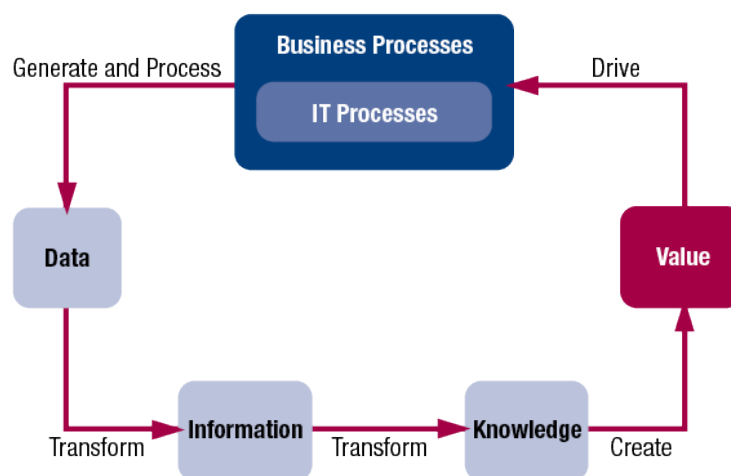 Business Processes
Generate and Process
Drive
IT Processes
Data
Value
Information
Knowledge
Transform
Transform
Create